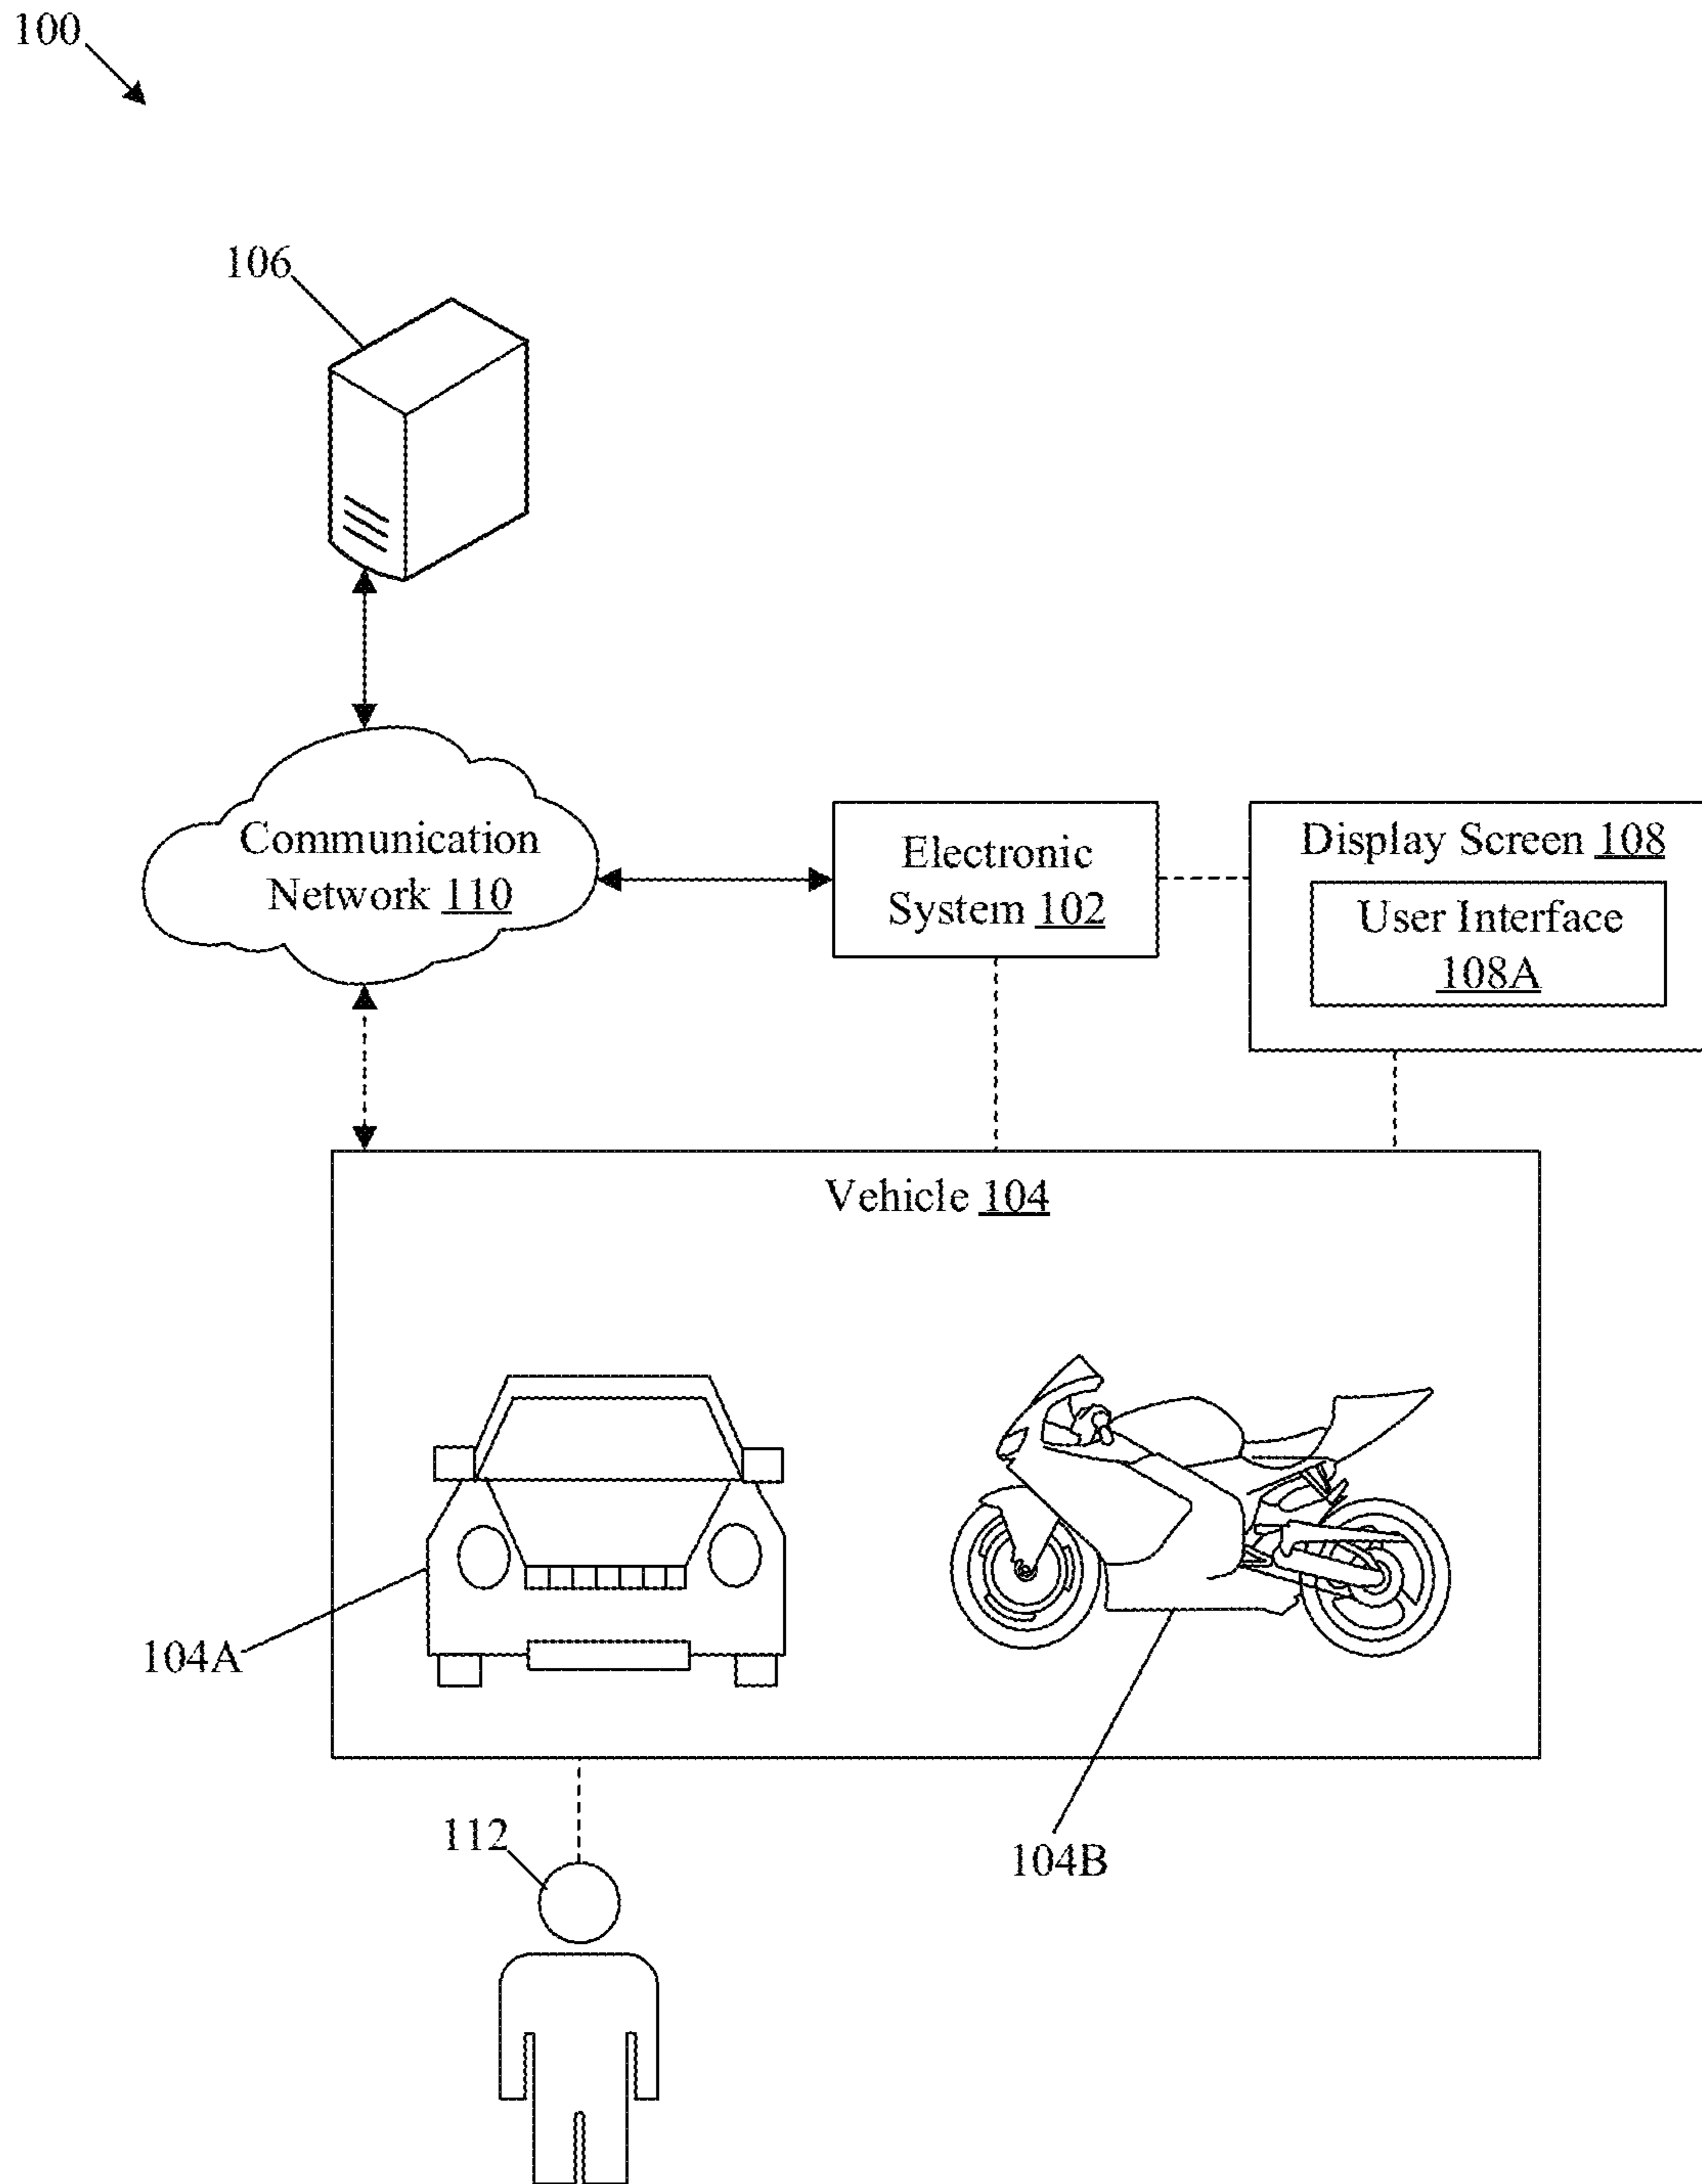 100
106
Communication
Network 110
Electronic
System 102
Display Screen 108
User Interface
108A
Vehicle 104
104A
104B
112